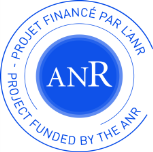 - PROJET FINANCÉ PAR L'ANR -
PROJECT FUNDED BY THE ANR
ANR